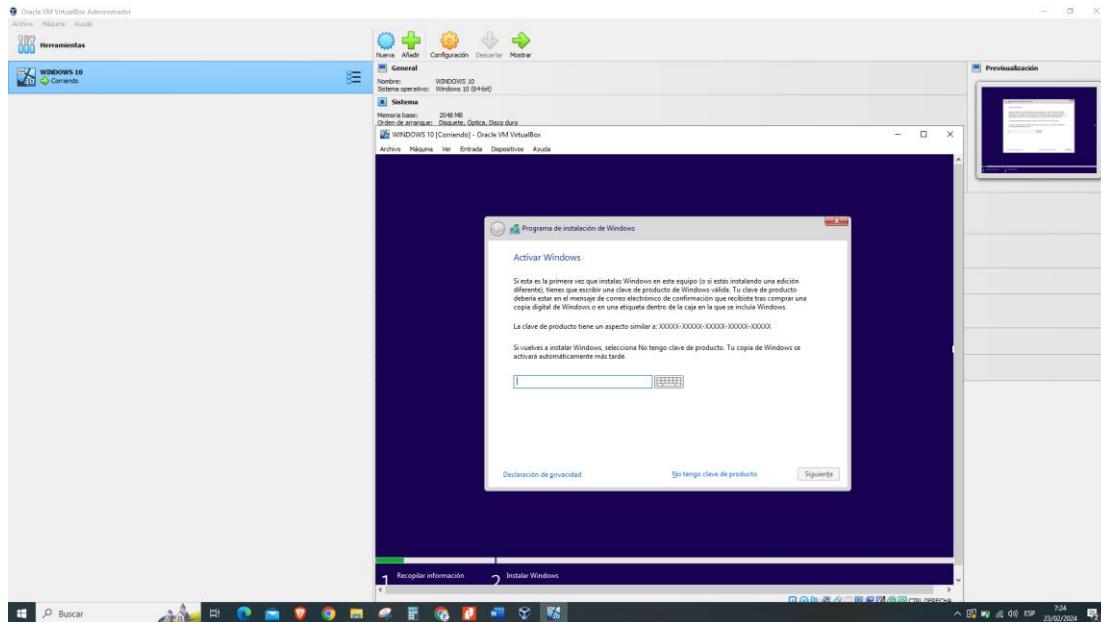 Oracle VM VirtualBox Administrador
Archivo Máquina Ayuda
Herramientas
Nueva Añadir Configuración Descartar Mostrar
WINDOWS 10
Corriendo
General
Nombre: WINDOWS 10
Sistema operativo: Windows 10 (64-bit)
Sistema
Memoria base: 2048 MB
Orden de arranque: Disquete, Óptica, Disco duro
Previsualización
WINDOWS 10 [Corriendo] - Oracle VM VirtualBox
Archivo Máquina Ver Entrada Dispositivos Ayuda
Programa de instalación de Windows
Activar Windows
Si esta es la primera vez que instalas Windows en este equipo (o si estás instalando una edición
diferente), tienes que escribir una clave de producto de Windows válida. Tu clave de producto
debería estar en el mensaje de correo electrónico de confirmación que recibiste tras comprar una
copia digital de Windows o en una etiqueta dentro de la caja en la que se incluía Windows.
La clave de producto tiene un aspecto similar a: XXXXX-XXXXX-XXXXX-XXXXX-XXXXX
Si vuelves a instalar Windows, selecciona No tengo clave de producto. Tu copia de Windows se
activará automáticamente más tarde.
Declaración de privacidad
No tengo clave de producto
Siguiente
1 Recopilar información
2 Instalar Windows
CTRL DERECHA
Buscar
ESP
7:24
23/02/2024